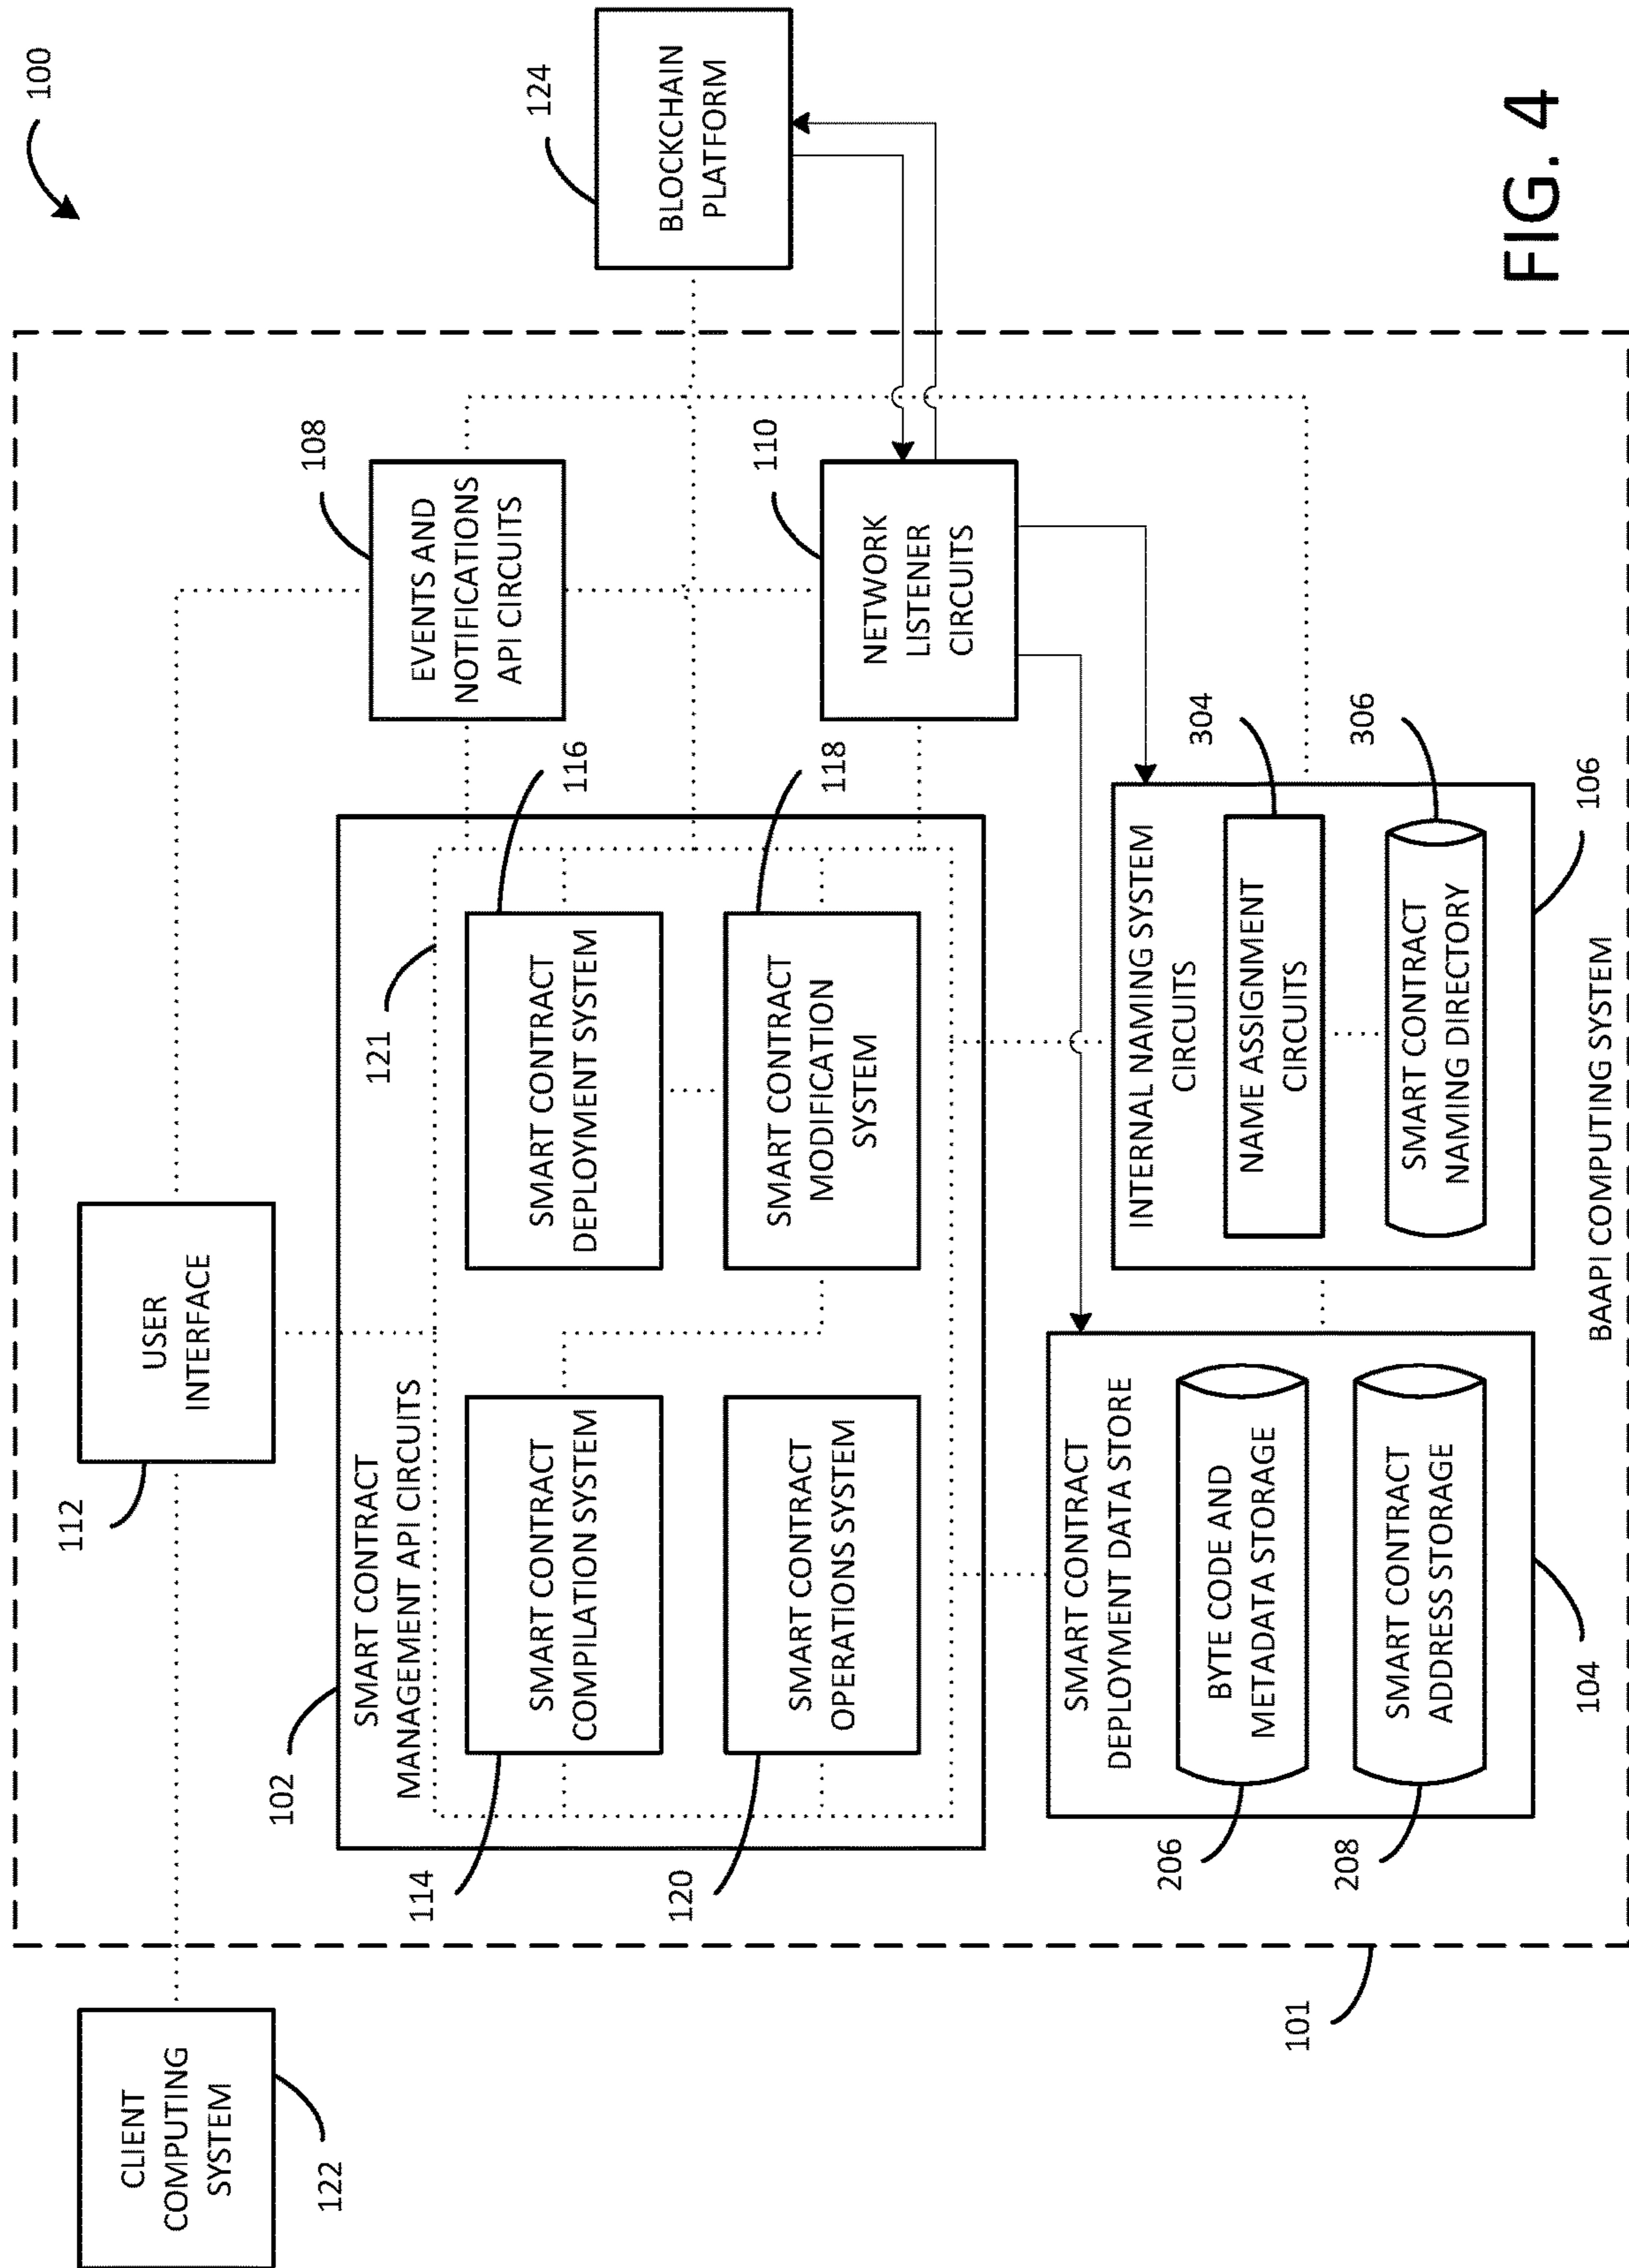 100
CLIENT
COMPUTING
SYSTEM
122
112
USER
INTERFACE
108
EVENTS AND
NOTIFICATIONS
API CIRCUITS
124
BLOCKCHAIN
PLATFORM
102
SMART CONTRACT
MANAGEMENT API CIRCUITS
121
116
114
SMART CONTRACT
COMPILATION SYSTEM
SMART CONTRACT
DEPLOYMENT SYSTEM
118
120
SMART CONTRACT
OPERATIONS SYSTEM
SMART CONTRACT
MODIFICATION
SYSTEM
110
NETWORK
LISTENER
CIRCUITS
SMART CONTRACT
DEPLOYMENT DATA STORE
206
BYTE CODE AND
METADATA STORAGE
208
SMART CONTRACT
ADDRESS STORAGE
104
INTERNAL NAMING SYSTEM
CIRCUITS
304
NAME ASSIGNMENT
CIRCUITS
306
SMART CONTRACT
NAMING DIRECTORY
106
101
BAAPI COMPUTING SYSTEM
FIG. 4